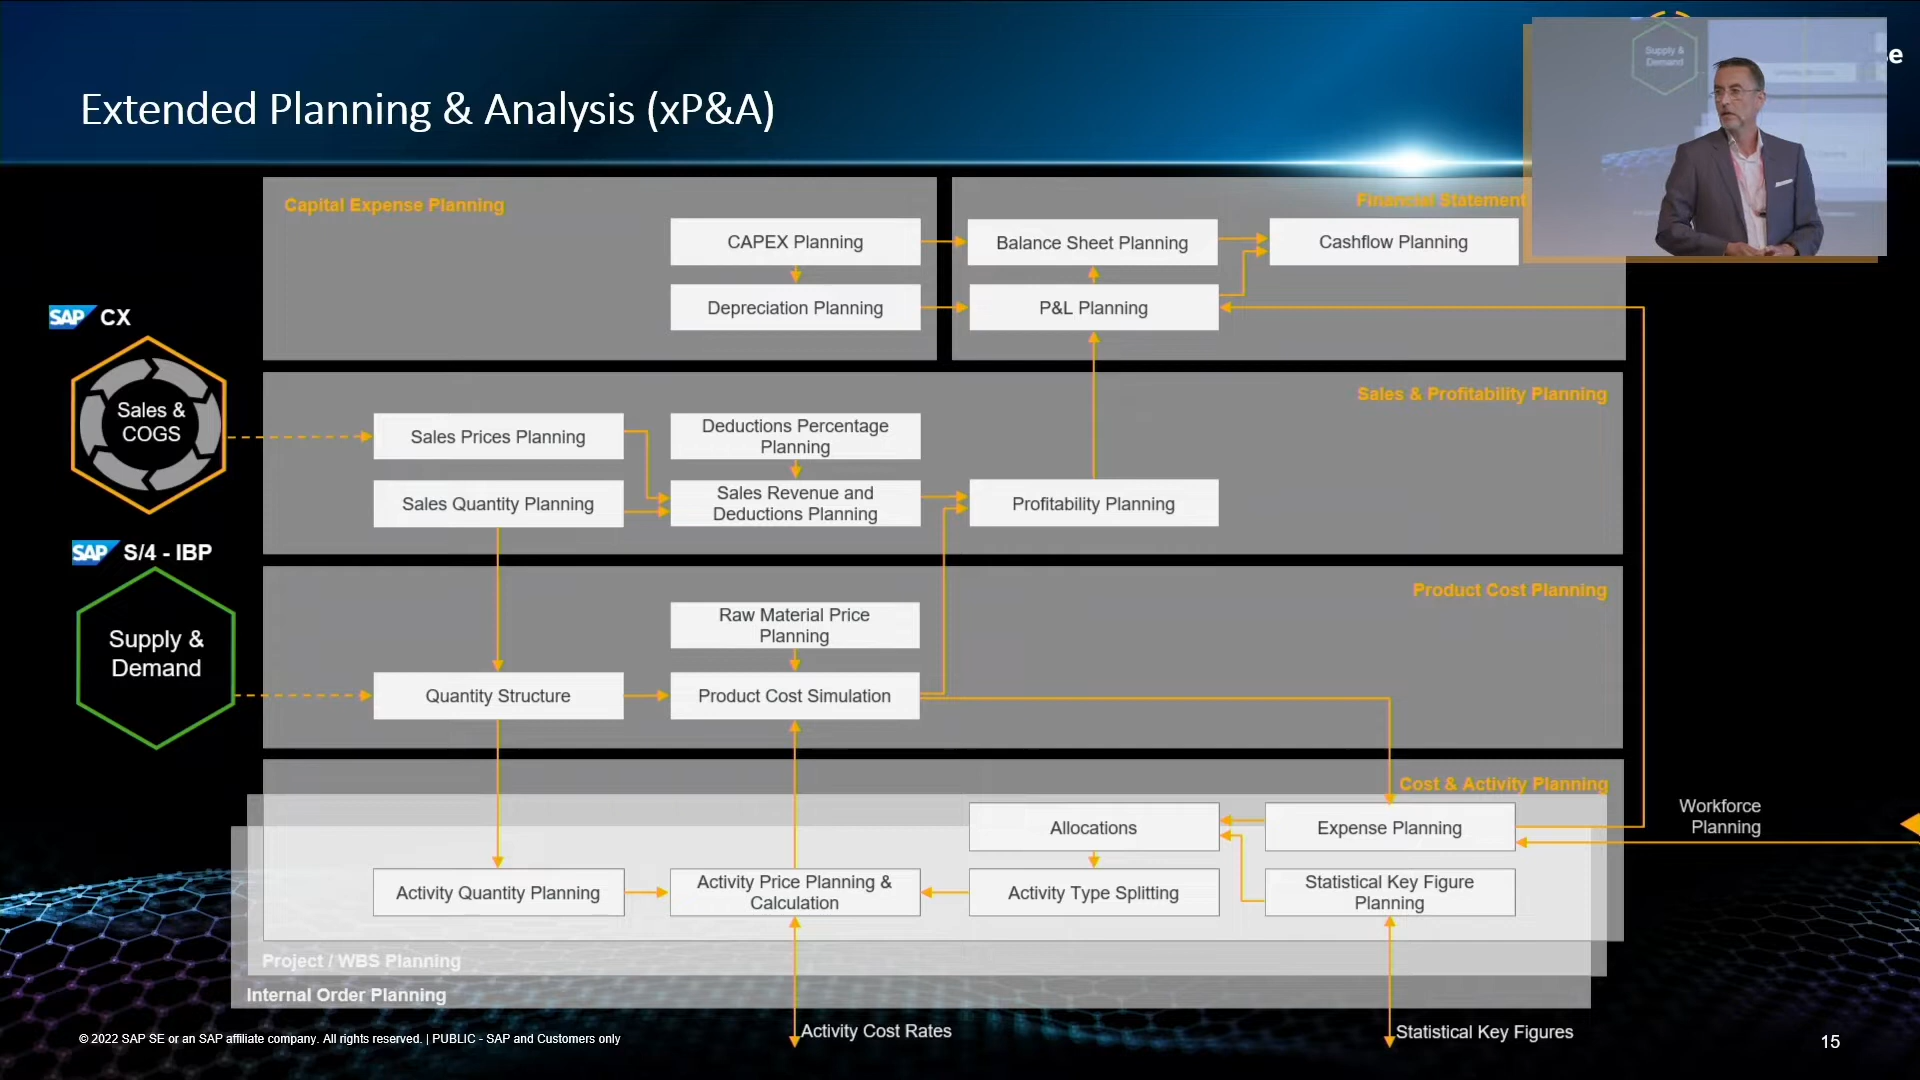 Extended Planning & Analysis (xP&A)
Supply &
Demand
se
Capital Expense Planning
CAPEX Planning
Depreciation Planning
Financial Statement
Balance Sheet Planning
Cashflow Planning
P&L Planning
SAP CX
Sales &
COGS
Sales & Profitability Planning
Sales Prices Planning
Deductions Percentage
Planning
Sales Quantity Planning
Sales Revenue and
Deductions Planning
Profitability Planning
SAP S/4 - IBP
Supply &
Demand
Product Cost Planning
Raw Material Price
Planning
Quantity Structure
Product Cost Simulation
Cost & Activity Planning
Allocations
Expense Planning
Workforce
Planning
Activity Quantity Planning
Activity Price Planning &
Calculation
Activity Type Splitting
Statistical Key Figure
Planning
Project / WBS Planning
Internal Order Planning
Activity Cost Rates
Statistical Key Figures
© 2022 SAP SE or an SAP affiliate company. All rights reserved. | PUBLIC - SAP and Customers only
15